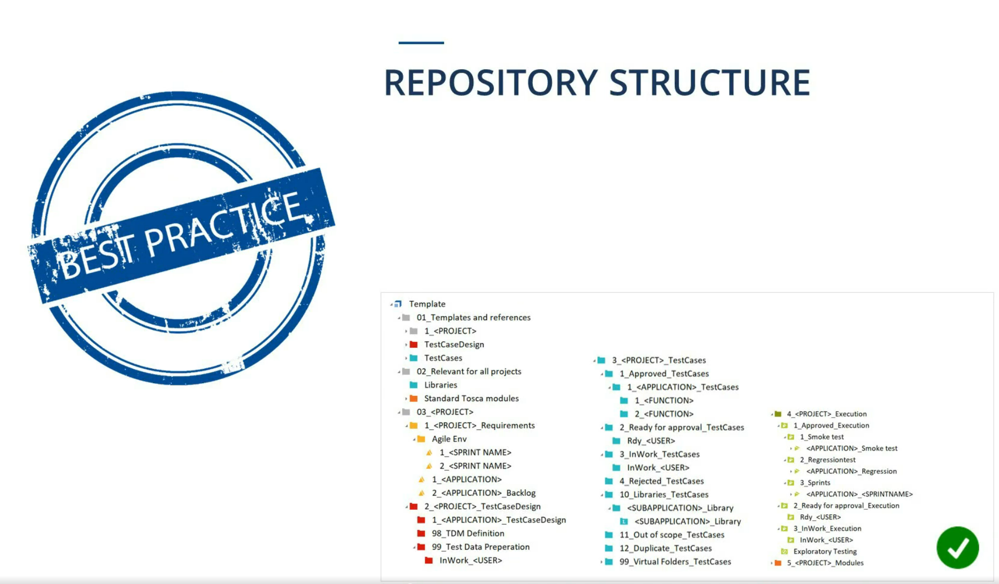 REPOSITORY STRUCTURE
BEST PRACTICE
Template
01_Templates and references
1_<PROJECT>
TestCaseDesign
TestCases
02_Relevant for all projects
Libraries
Standard Tosca modules
03_<PROJECT>
1_<PROJECT>_Requirements
Agile Env
1_<SPRINT NAME>
2_<SPRINT NAME>
1_<APPLICATION>
2_<APPLICATION>_Backlog
2_<PROJECT>_TestCaseDesign
1_<APPLICATION>_TestCaseDesign
98_TDM Definition
99_Test Data Preperation
InWork_<USER>
3_<PROJECT>_TestCases
1_Approved_TestCases
1_<APPLICATION>_TestCases
1_<FUNCTION>
2_<FUNCTION>
2_Ready for approval_TestCases
Rdy_<USER>
3_InWork_TestCases
InWork_<USER>
4_Rejected_TestCases
10_Libraries_TestCases
<SUBAPPLICATION>_Library
<SUBAPPLICATION>_Library
11_Out of scope_TestCases
12_Duplicate_TestCases
99_Virtual Folders_TestCases
4_<PROJECT>_Execution
1_Approved_Execution
1_Smoke test
<APPLICATION>_Smoke test
2_Regressiontest
<APPLICATION>_Regression
3_Sprints
<APPLICATION>_<SPRINTNAME>
2_Ready for approval_Execution
Rdy_<USER>
3_InWork_Execution
InWork_<USER>
Exploratory Testing
5_<PROJECT>_Modules